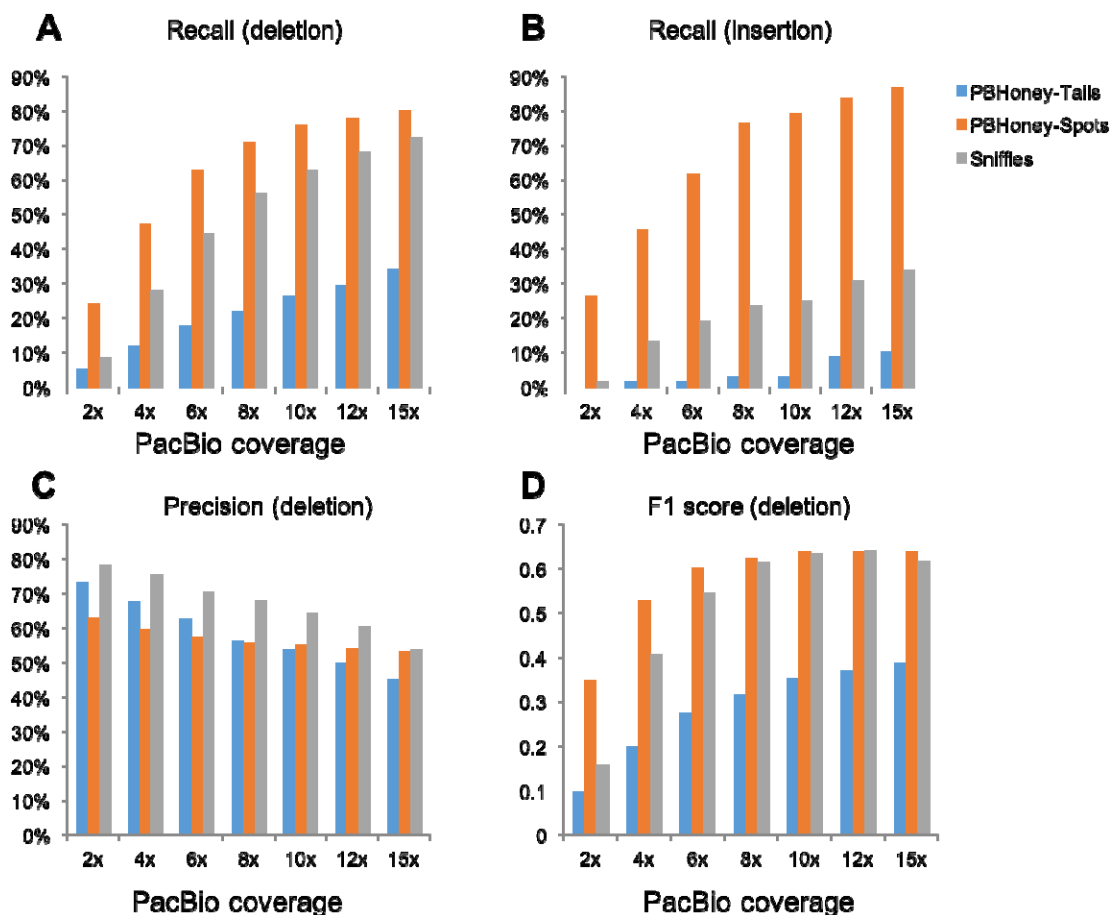 A
Recall (deletion)
90%
80%
70%
60%
50%
40%
30%
20%
10%
0%
2x 4x 6x 8x 10x 12x 15x
PacBio coverage
B
Recall (insertion)
90%
80%
70%
60%
50%
40%
30%
20%
10%
0%
2x 4x 6x 8x 10x 12x 15x
PacBio coverage
PBHoney-Tails
PBHoney-Spots
Sniffles
C
Precision (deletion)
90%
80%
70%
60%
50%
40%
30%
20%
10%
0%
2x 4x 6x 8x 10x 12x 15x
PacBio coverage
D
F1 score (deletion)
0.7
0.6
0.5
0.4
0.3
0.2
0.1
0
2x 4x 6x 8x 10x 12x 15x
PacBio coverage